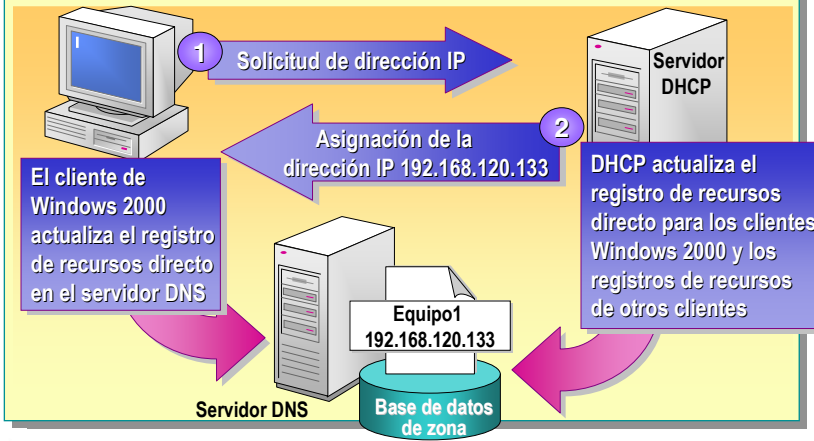 1
Solicitud de dirección IP
Servidor
DHCP
2
Asignación de la
dirección IP 192.168.120.133
El cliente de
Windows 2000
actualiza el registro
de recursos directo
en el servidor DNS
DHCP actualiza el
registro de recursos
directo para los clientes
Windows 2000 y los
registros de recursos
de otros clientes
Equipo1
192.168.120.133
Servidor DNS
Base de datos
de zona